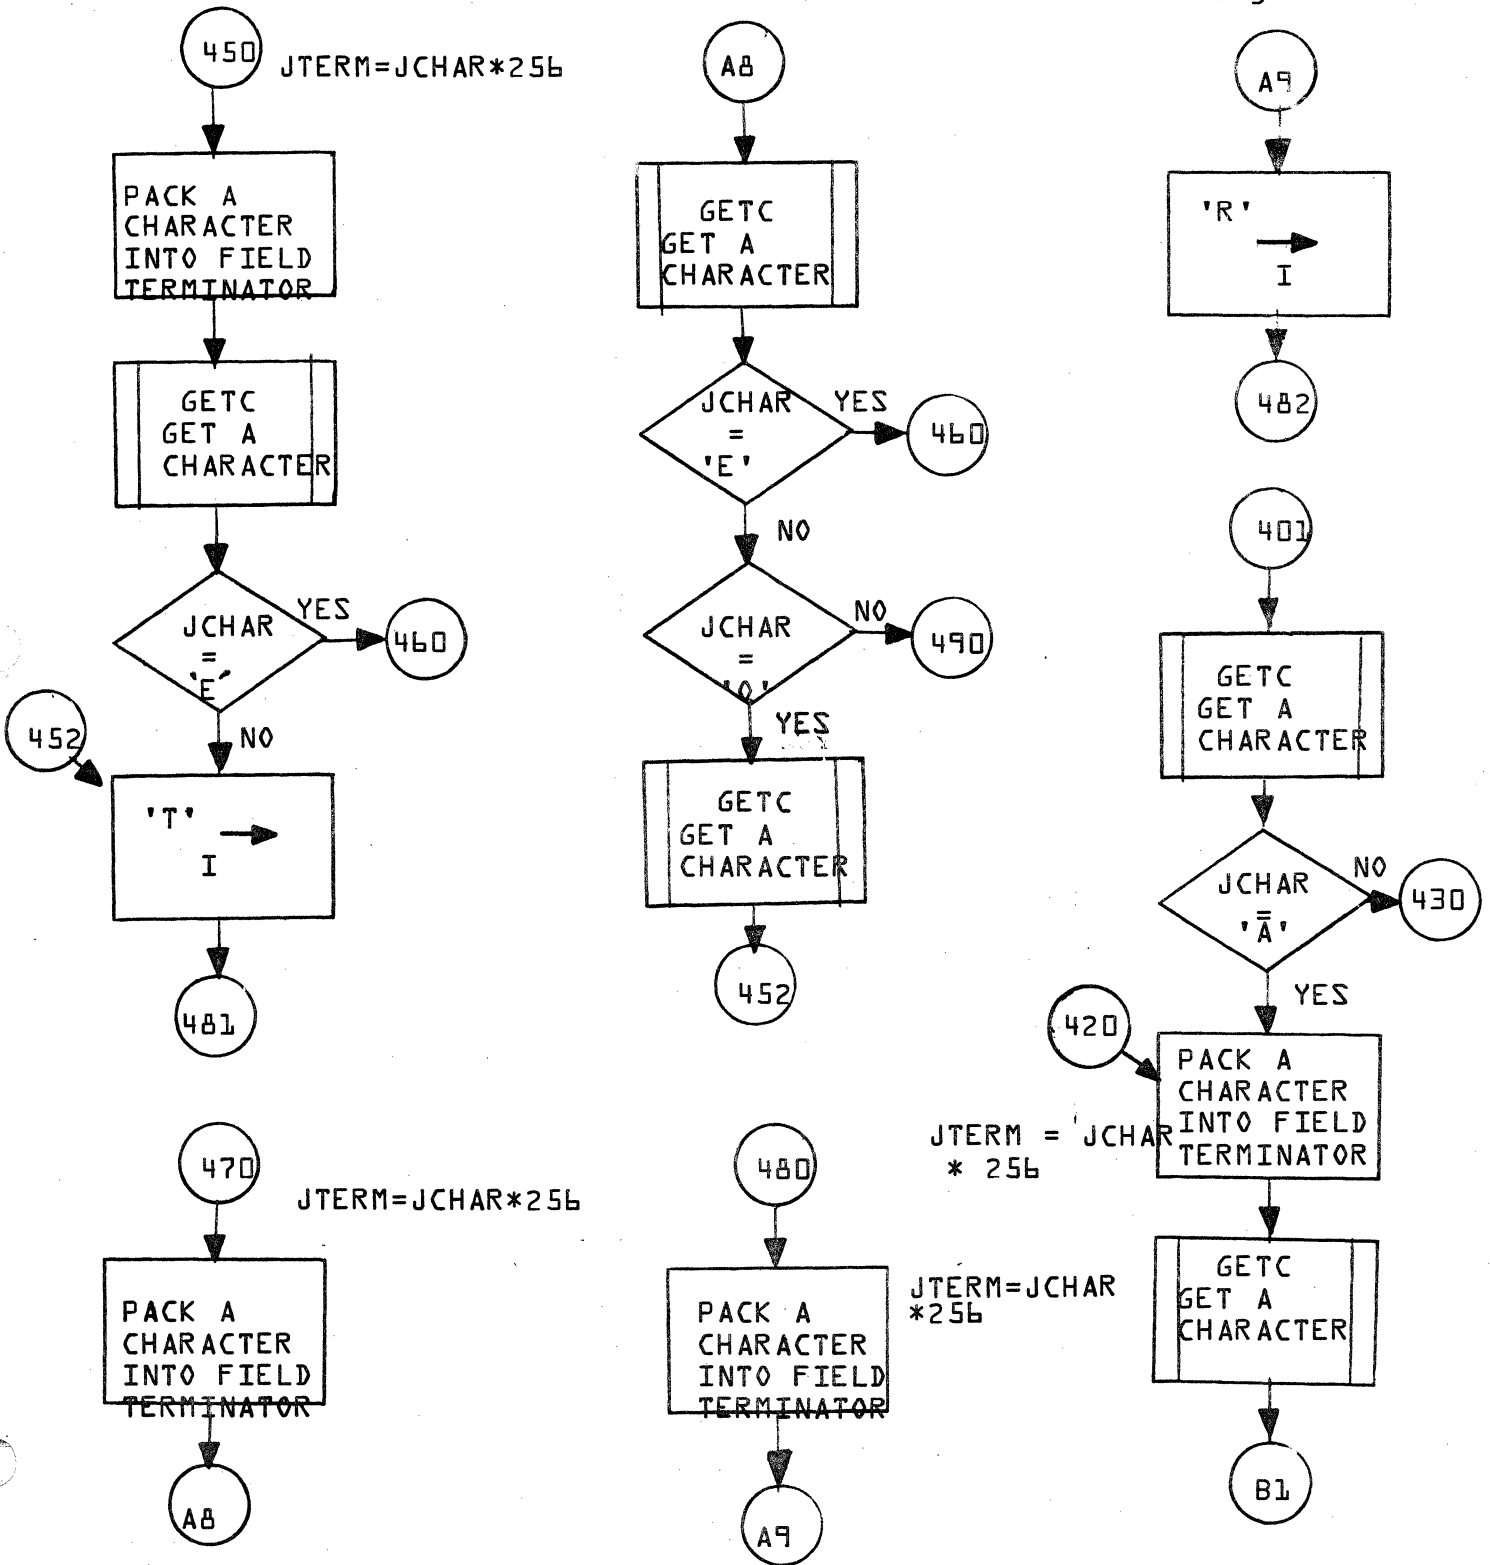 450
JTERM=JCHAR*256
PACK A
CHARACTER
INTO FIELD
TERMINATOR
GETC
GET A
CHARACTER
JCHAR
=
'E'
YES
460
NO
452
'T'
I
481
470
JTERM=JCHAR*256
PACK A
CHARACTER
INTO FIELD
TERMINATOR
A8
A8
GETC
GET A
CHARACTER
JCHAR
=
'E'
YES
460
NO
JCHAR
=
'O'
NO
490
YES
GETC
GET A
CHARACTER
452
480
JTERM=JCHAR
*256
PACK A
CHARACTER
INTO FIELD
TERMINATOR
A9
A9
'R'
I
482
401
GETC
GET A
CHARACTER
JCHAR
=
'A'
NO
430
YES
420
JTERM = JCHAR
* 256
PACK A
CHARACTER
INTO FIELD
TERMINATOR
GETC
GET A
CHARACTER
B1